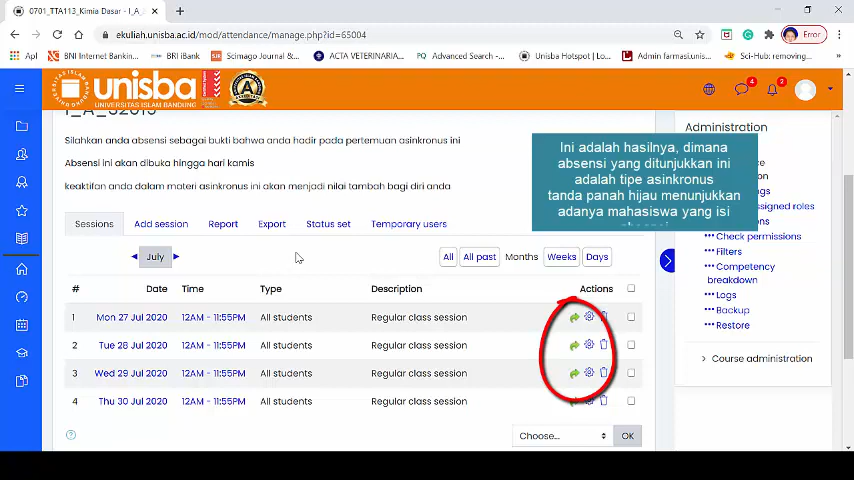 0701_TTA113_Kimia Dasar - I_A_
ekuliah.unisba.ac.id/mod/attendance/manage.php?id=65004
Error
Apl
BNI Internet Bankin...
BRI iBank
Scimago Journal &...
ACTA VETERINARIA...
Advanced Search -...
Unisba Hotspot | Lo...
Admin farmasi.unis...
Sci-Hub: removing...
unisba
UNIVERSITAS ISLAM BANDUNG
4
2
Silahkan anda absensi sebagai bukti bahwa anda hadir pada pertemuan asinkronus ini
Absensi ini akan dibuka hingga hari kamis
keaktifan anda dalam materi asinkronus ini akan menjadi nilai tambah bagi diri anda
Ini adalah hasilnya, dimana
absensi yang ditunjukkan ini
adalah tipe asinkronus
tanda panah hijau menunjukkan
adanya mahasiswa yang isi
Sessions Add session Report Export Status set Temporary users
July
All All past Months Weeks Days
# Date Time Type Description Actions
1 Mon 27 Jul 2020 12AM - 11:55PM All students Regular class session
2 Tue 28 Jul 2020 12AM - 11:55PM All students Regular class session
3 Wed 29 Jul 2020 12AM - 11:55PM All students Regular class session
4 Thu 30 Jul 2020 12AM - 11:55PM All students Regular class session
? Choose... OK
Administration
Check permissions
Filters
Competency
breakdown
Logs
Backup
Restore
Course administration